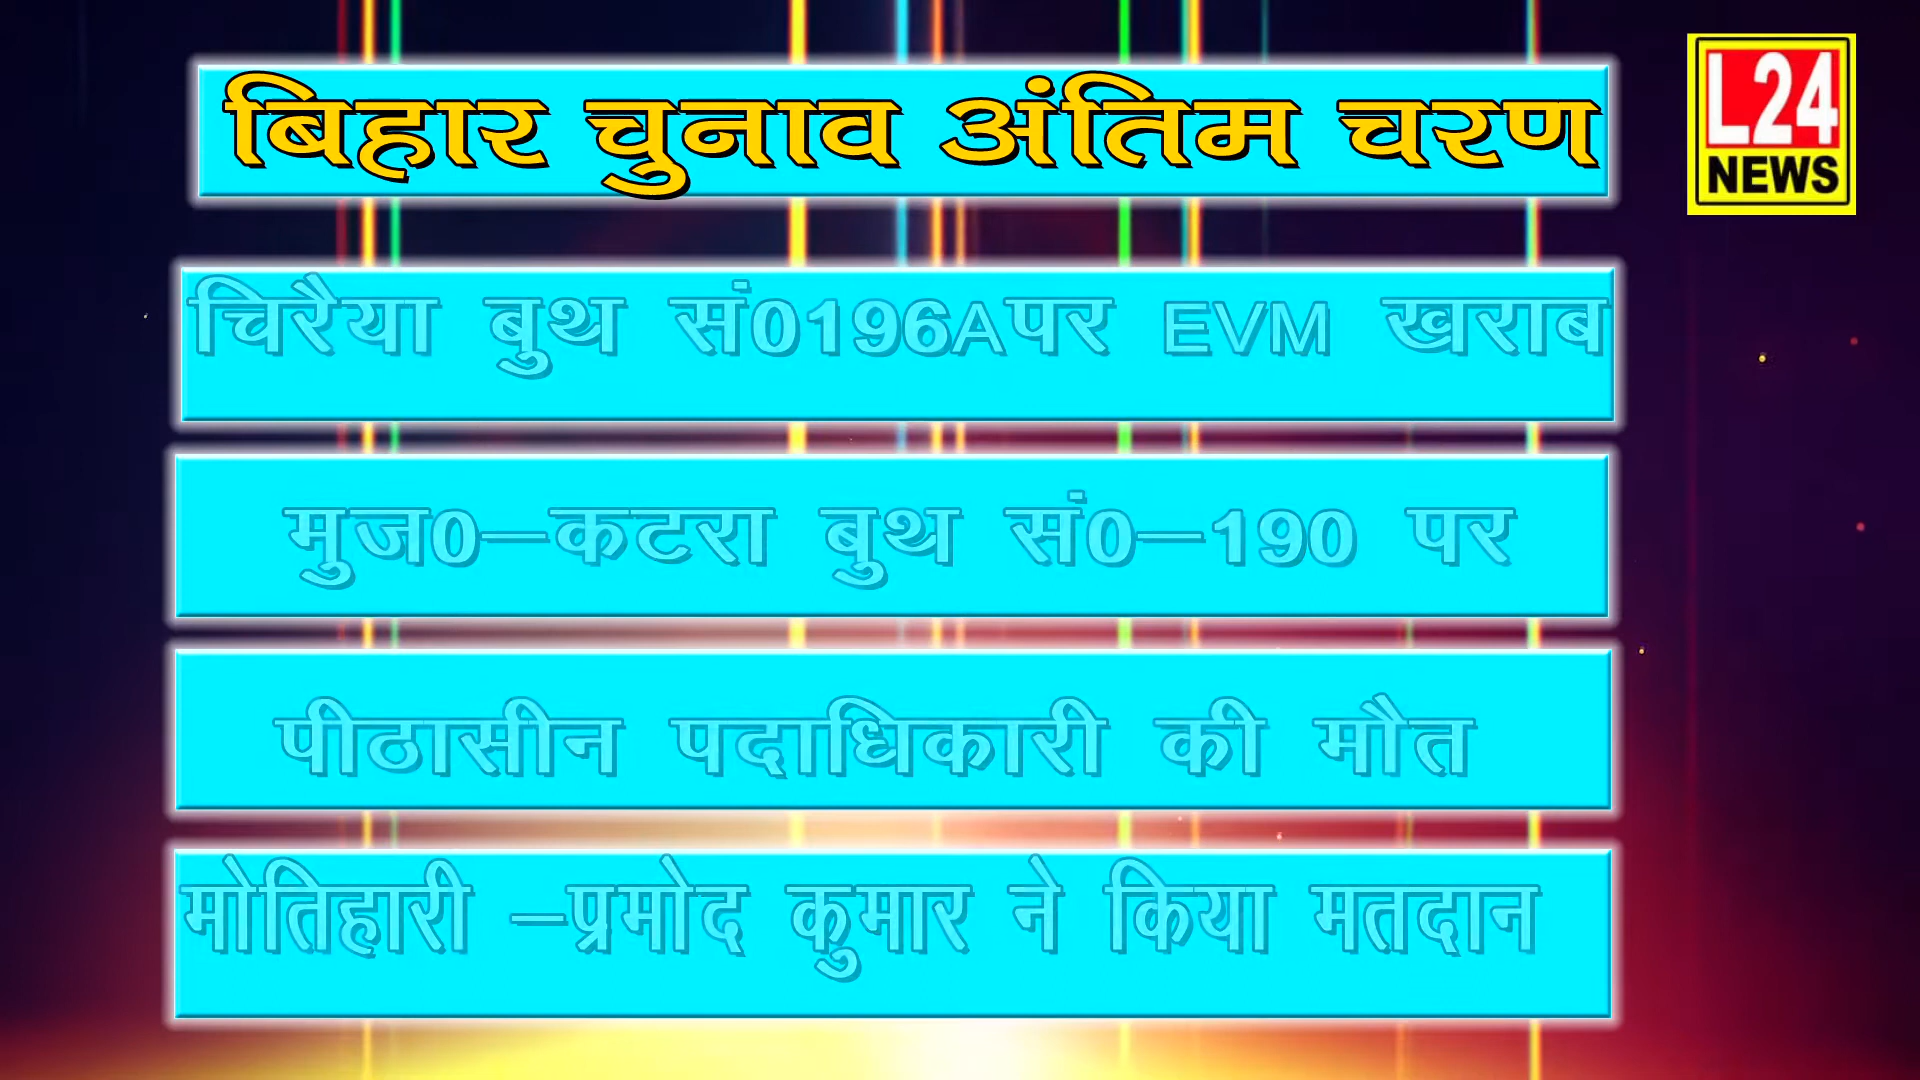 बिहार चुनाव अंतिम चरण
L24
NEWS
चिरैया बुथ सं0196Aपर EVM खराब
मुज0–कटरा बुथ सं0–190 पर
पीठासीन पदाधिकारी की मौत
मोतिहारी –प्रमोद कुमार ने किया मतदान